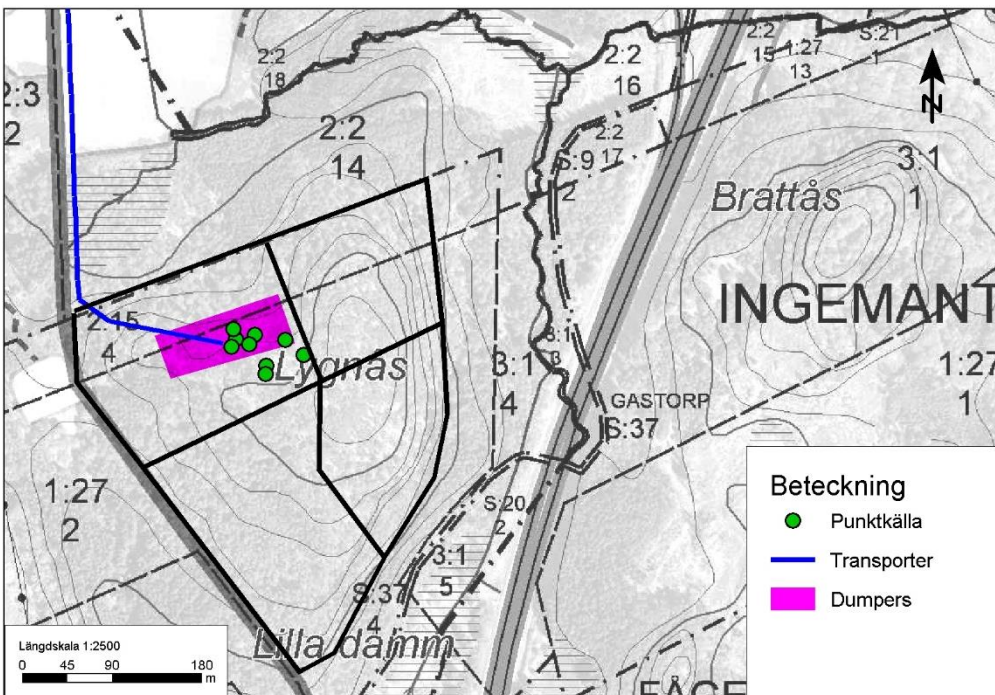 2:2
18
2:2
16
2:2
15
1:27
13
S:21
1
N
2:3
2
2:2
14
2:2
17
S:9
2
3:1
1
Brattås
INGEMANT
2:15
4
Lygnås
3:1
3
3:1
4
1:27
1
GASTORP
S:37
1:27
2
S:20
2
3:1
5
S:37
4
Lilla damm
Beteckning
Punktkälla
Transporter
Dumpers
Längdskala 1:2500
0 45 90 180
m